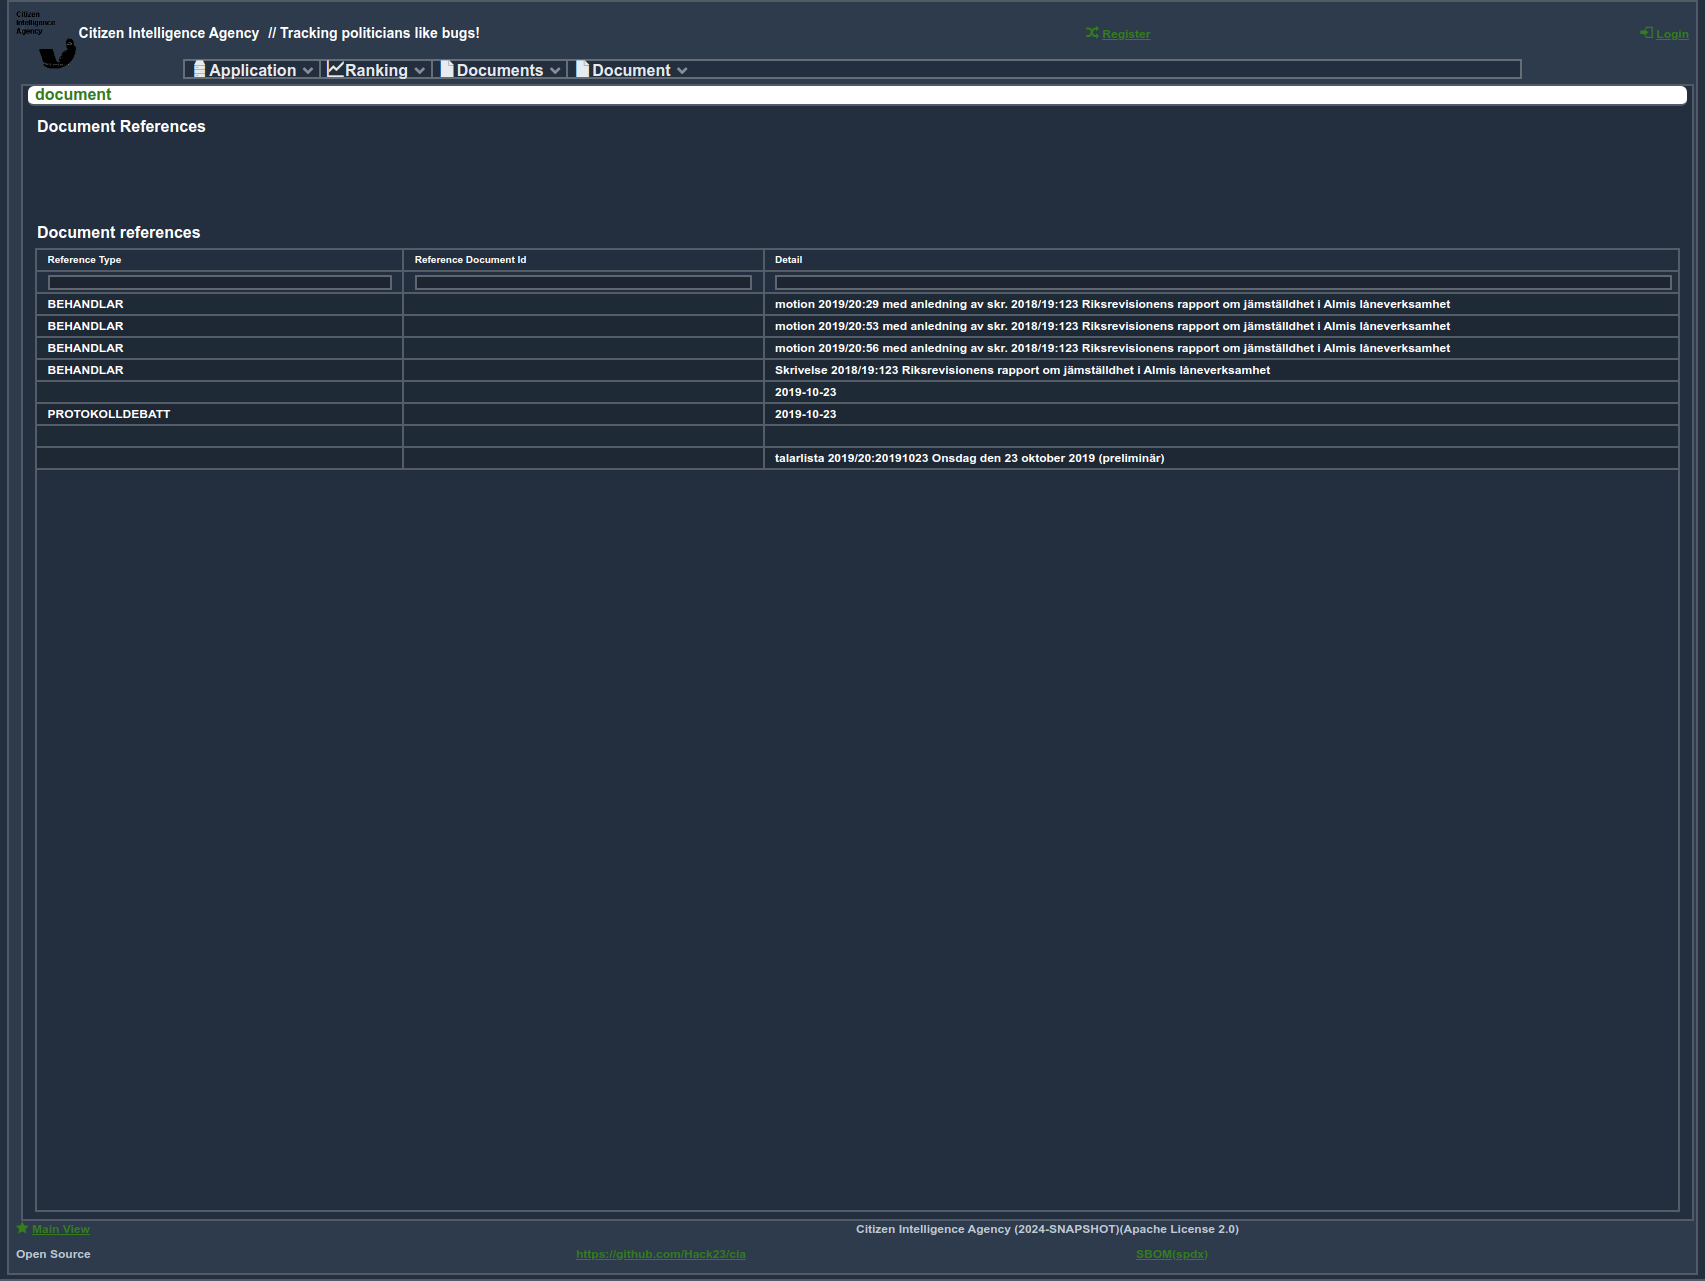 Citizen
Intelligence
Agency
Citizen Intelligence Agency // Tracking politicians like bugs!
Register
Login
Application
Ranking
Documents
Document
document
Document References
Document references
Reference Type
Reference Document Id
Detail
BEHANDLAR
motion 2019/20:29 med anledning av skr. 2018/19:123 Riksrevisionens rapport om jämställdhet i Almis låneverksamhet
BEHANDLAR
motion 2019/20:53 med anledning av skr. 2018/19:123 Riksrevisionens rapport om jämställdhet i Almis låneverksamhet
BEHANDLAR
motion 2019/20:56 med anledning av skr. 2018/19:123 Riksrevisionens rapport om jämställdhet i Almis låneverksamhet
BEHANDLAR
Skrivelse 2018/19:123 Riksrevisionens rapport om jämställdhet i Almis låneverksamhet
2019-10-23
PROTOKOLLDEBATT
2019-10-23
talarlista 2019/20:20191023 Onsdag den 23 oktober 2019 (preliminär)
Main View
Citizen Intelligence Agency (2024-SNAPSHOT)(Apache License 2.0)
Open Source
https://github.com/Hack23/cia
SBOM(spdx)